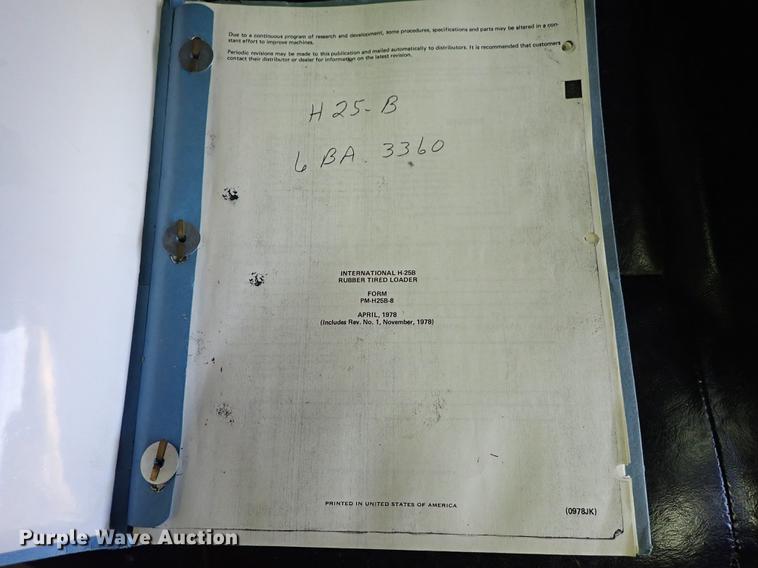 Due to a continuous program of research and development, some procedures, specifications and parts may be altered in a con-
stant effort to improve machines.
Periodic revisions may be made to this publication and mailed automatically to distributors. It is recommended that customers
contact their distributor or dealer for information on the latest revision.
H25-B
6 BA 3360
INTERNATIONAL H-25B
RUBBER TIRED LOADER
FORM
PM-H25B-8
APRIL, 1978
(Includes Rev. No. 1, November, 1978)
PRINTED IN UNITED STATES OF AMERICA
(0978JK)
Purple Wave Auction